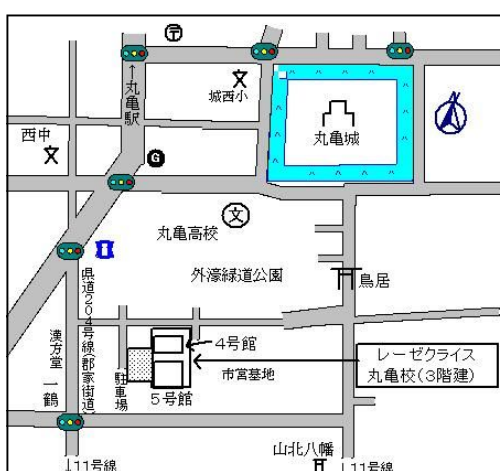 〒
←丸亀駅
文
城西小
丸亀城
西中
文
G
文
丸亀高校
外濠緑道公園
鳥居
県道204号線(郡家街道)
漢方堂
一鶴
駐車場
4号館
5号館
市営墓地
レーゼクライス
丸亀校(3階建)
山北八幡
↓11号線
↓11号線